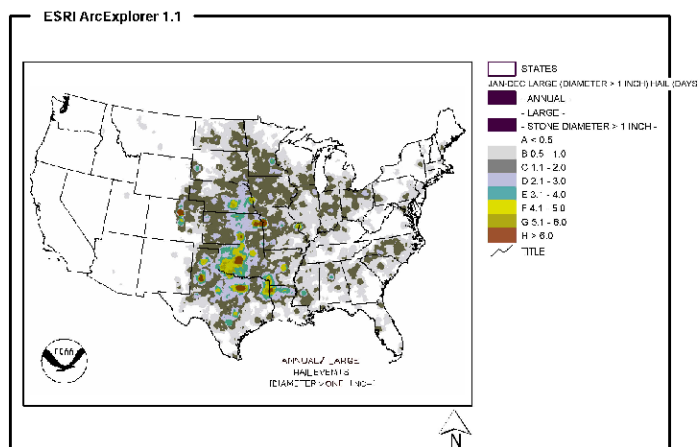 ESRI ArcExplorer 1.1
STATES
JAN-DEC LARGE (DIAMETER > 1 INCH) HAIL (DAYS
- ANNUAL -
- LARGE -
- STONE DIAMETER > 1 INCH -
A < 0.5
B 0.5 - 1.0
C 1.1 - 2.0
D 2.1 - 3.0
E 3.1 - 4.0
F 4.1 - 5.0
G 5.1 - 6.0
H > 6.0
TITLE
ANNUAL / LARGE
HAIL EVENTS
(DIAMETER > ONE INCH)
N